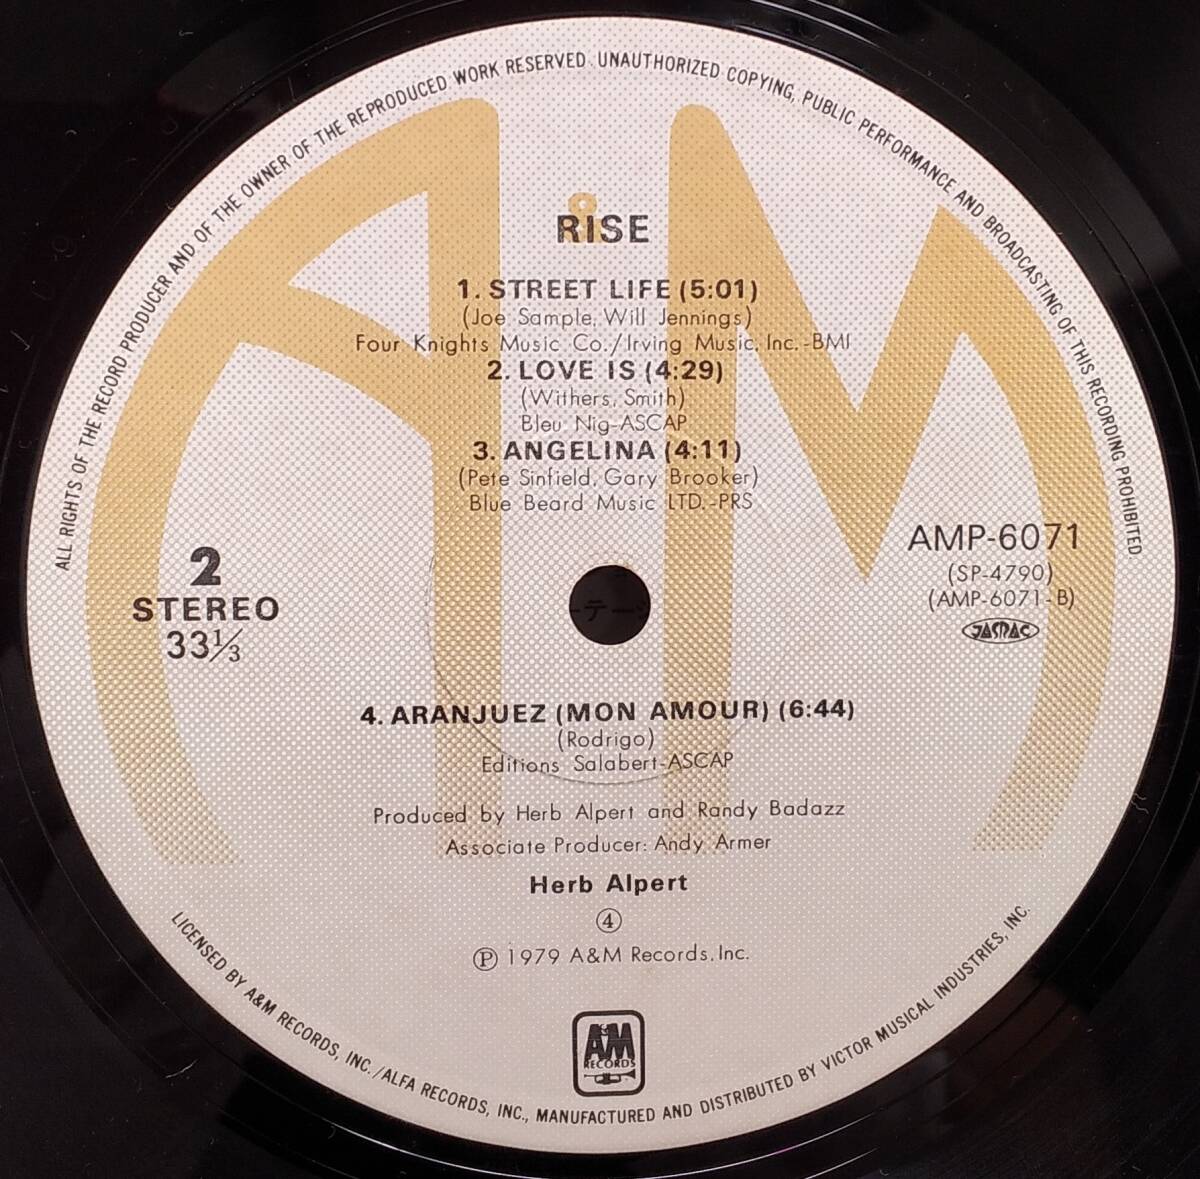 ALL RIGHTS OF THE RECORD PRODUCER AND OF THE OWNER OF THE REPRODUCED WORK RESERVED UNAUTHORIZED COPYING, PUBLIC PERFORMANCE AND BROADCASTING OF THIS RECORDING PROHIBITED
&
RISE
1. STREET LIFE (5:01)
(Joe Sample, Will Jennings)
Four Knights Music Co./Irving Music, Inc.-BMI
2. LOVE IS (4:29)
(Withers, Smith)
Bleu Nig-ASCAP
3. ANGELINA (4:11)
(Pete Sinfield, Gary Brooker)
Blue Beard Music LTD.-PRS
2
STEREO
33⅓
AMP-6071
(SP-4790)
(AMP-6071-B)
JASRAC
ーテー
4. ARANJUEZ (MON AMOUR) (6:44)
(Rodrigo)
Editions Salabert-ASCAP
Produced by Herb Alpert and Randy Badazz
Associate Producer: Andy Armer
Herb Alpert
④
Ⓟ 1979 A&M Records, Inc.
A&M
RECORDS
LICENSED BY A&M RECORDS, INC./ALFA RECORDS, INC., MANUFACTURED AND DISTRIBUTED BY VICTOR MUSICAL INDUSTRIES, INC.